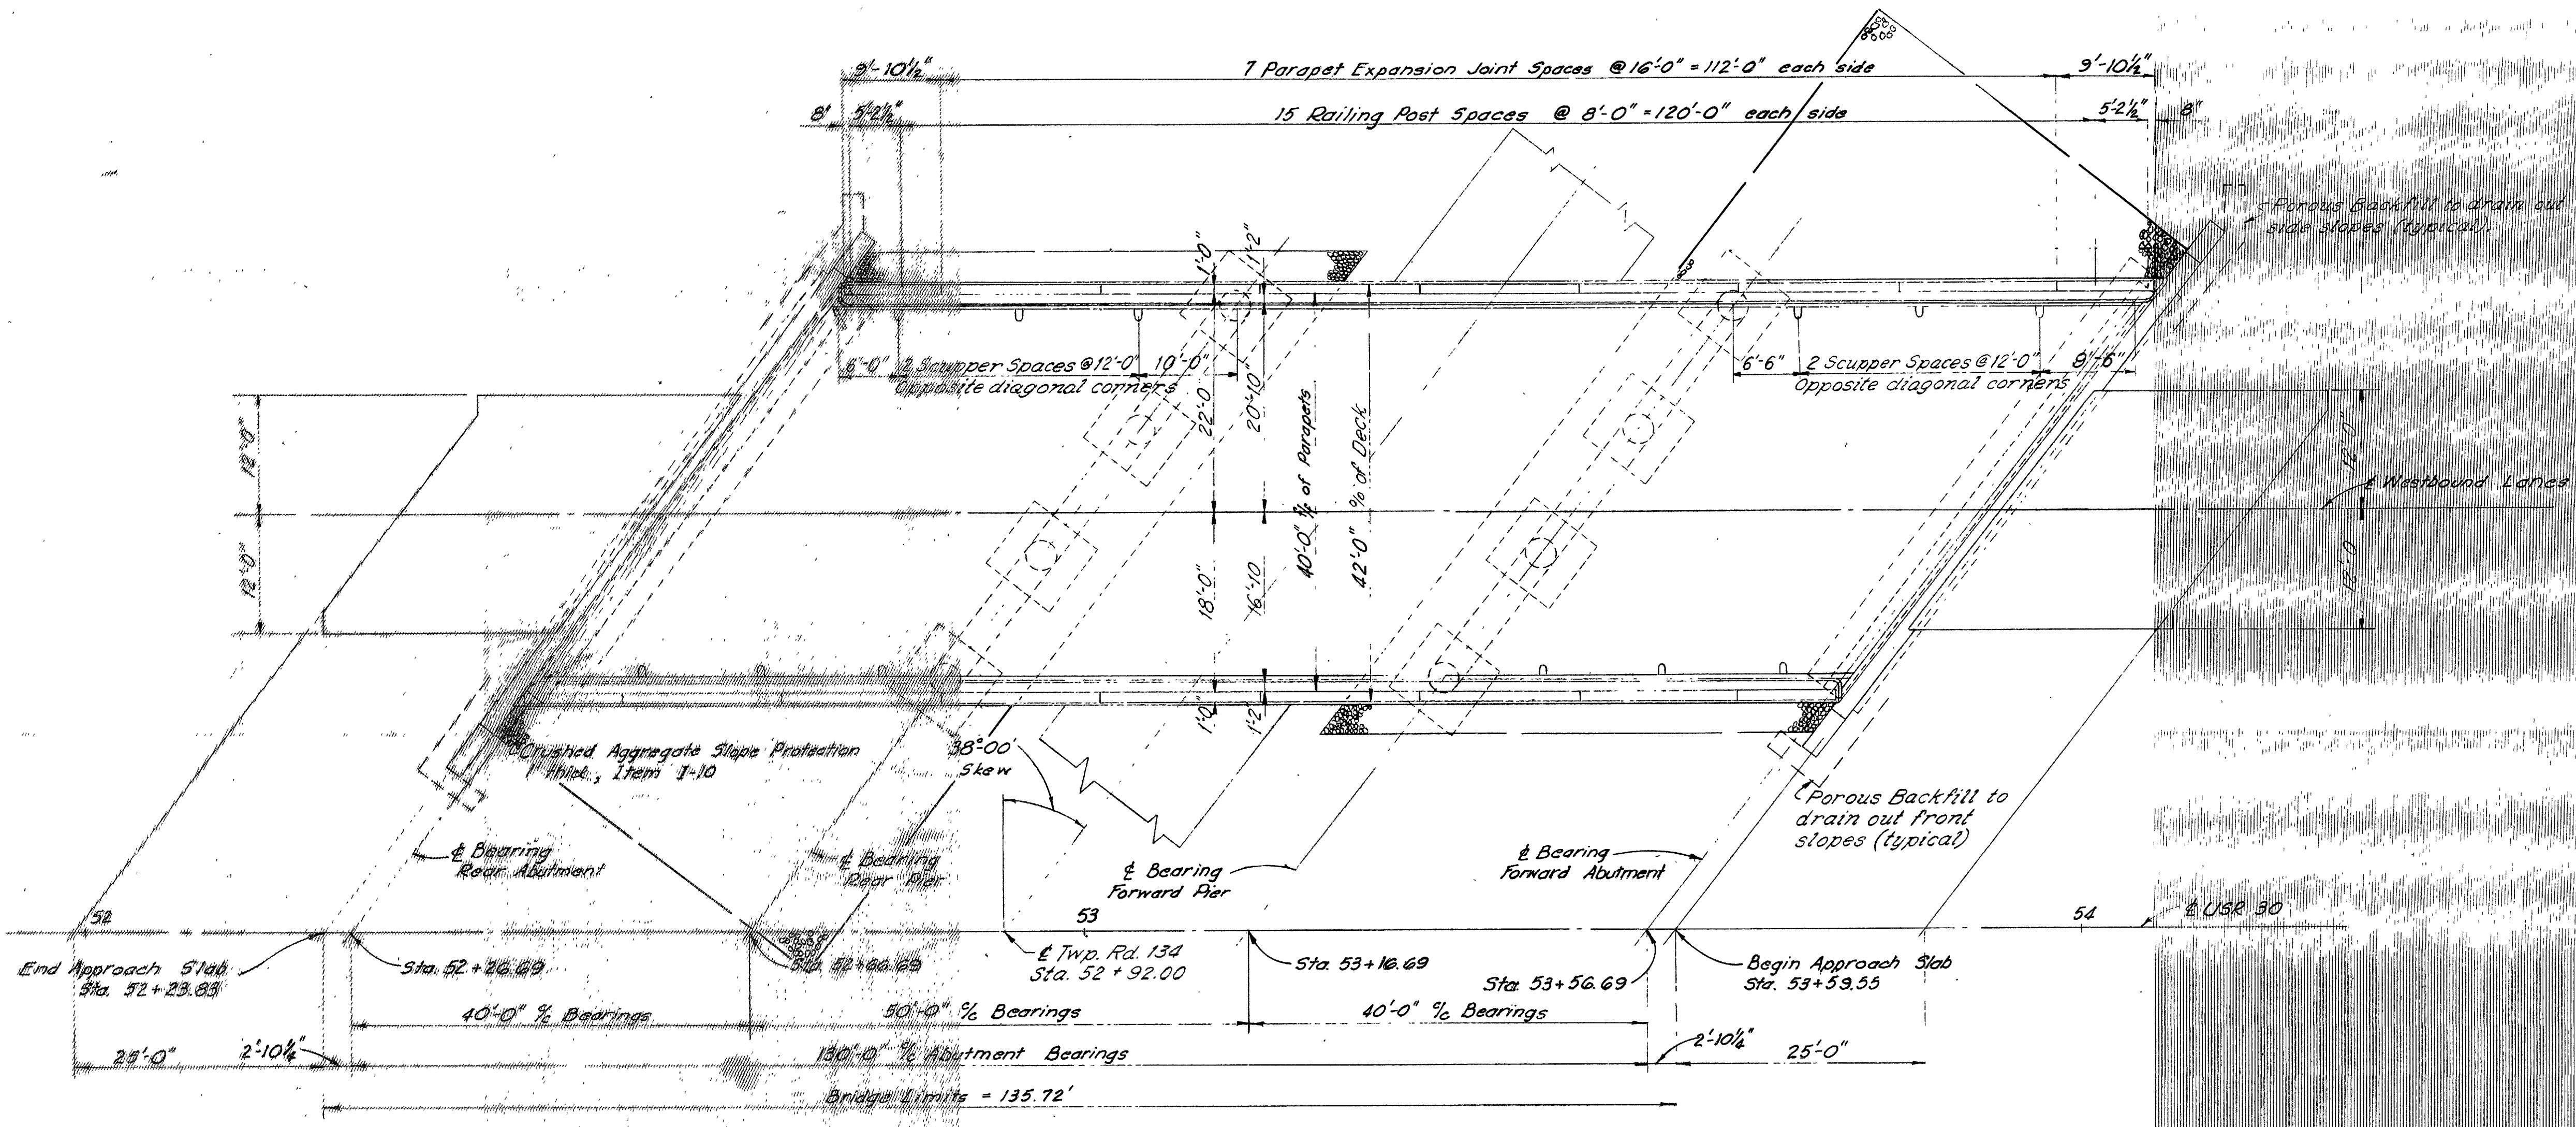 9'-10½"
7 Parapet Expansion Joint Spaces @ 16'-0" = 112'-0" each side
9'-10½"
8" 5'-2½"
15 Railing Post Spaces @ 8'-0" = 120'-0" each side
5'-2½" 8"
Porous Backfill to drain out
side slopes (typical).
1'-0"
1'-2"
6'-0" 2 Scupper Spaces @ 12'-0" 10'-0"
Opposite diagonal corners
6'-6" 2 Scupper Spaces @ 12'-0" 9'-6"
Opposite diagonal corners
12'-0"
12'-0"
22'-0"
20'-10"
40'-0" f/f of Parapets
42'-0" o/o of Deck
18'-0"
16'-10
12'-0"
℄ Westbound Lanes
12'-0
1'-0"
1'-2"
Crushed Aggregate Slope Protection
1' thick, Item I-10
38°-00'
Skew
Porous Backfill to
drain out front
slopes (typical)
℄ Bearing
Rear Abutment
℄ Bearing
Rear Pier
℄ Bearing
Forward Pier
℄ Bearing
Forward Abutment
52
53
54
℄ USR 30
End Approach Slab
Sta. 52+23.83
Sta. 52+26.69
Sta. 52+66.69
℄ Twp. Rd. 134
Sta. 52 + 92.00
Sta. 53+16.69
Sta. 53+56.69
Begin Approach Slab
Sta. 53+59.55
40'-0" c/c Bearings
50'-0" c/c Bearings
40'-0" c/c Bearings
25'-0"
2'-10¼"
130'-0" c/c Abutment Bearings
2'-10¼"
25'-0"
Bridge Limits = 135.72'